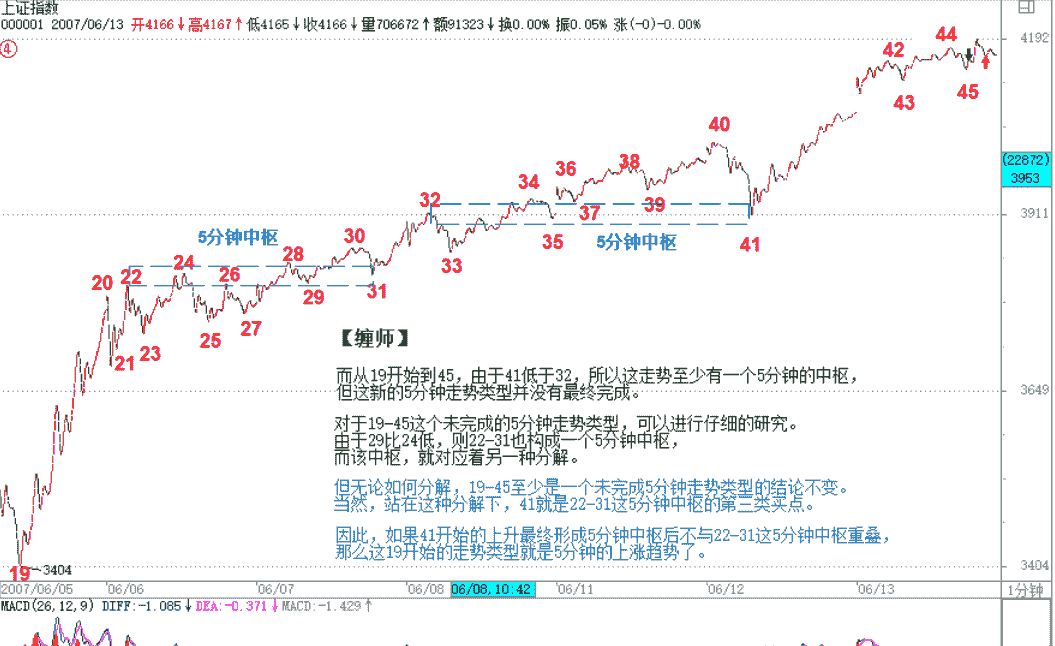 上证指数
000001 2007/06/13 开4166↓高4167↑低4165↓收4166↓量706672↑额91323↓换0.00% 振0.05% 涨(-0)-0.00%
④
4192
44
42
45
43
40
(22872)
3953
38
36
34
32
39
37
3911
5分钟中枢
35
5分钟中枢
41
30
28
33
24
26
22
20
29
31
27
25
23
21
【缠师】
而从19开始到45，由于41低于32，所以这走势至少有一个5分钟的中枢，
但这新的5分钟走势类型并没有最终完成。
3649
对于19-45这个未完成的5分钟走势类型，可以进行仔细的研究。
由于29比24低，则22-31也构成一个5分钟中枢，
而该中枢，就对应着另一种分解。
但无论如何分解，19-45至少是一个未完成5分钟走势类型的结论不变。
当然，站在这种分解下，41就是22-31这5分钟中枢的第三类买点。
因此，如果41开始的上升最终形成5分钟中枢后不与22-31这5分钟中枢重叠，
那么这19开始的走势类型就是5分钟的上涨趋势了。
19
3404
3404
2007/06/05 06/06 06/07 06/08 06/08,10:42 06/11 06/12 06/13 1分钟
MACD(26,12,9) DIFF:-1.085↓DEA:-0.371↓MACD:-1.429↑